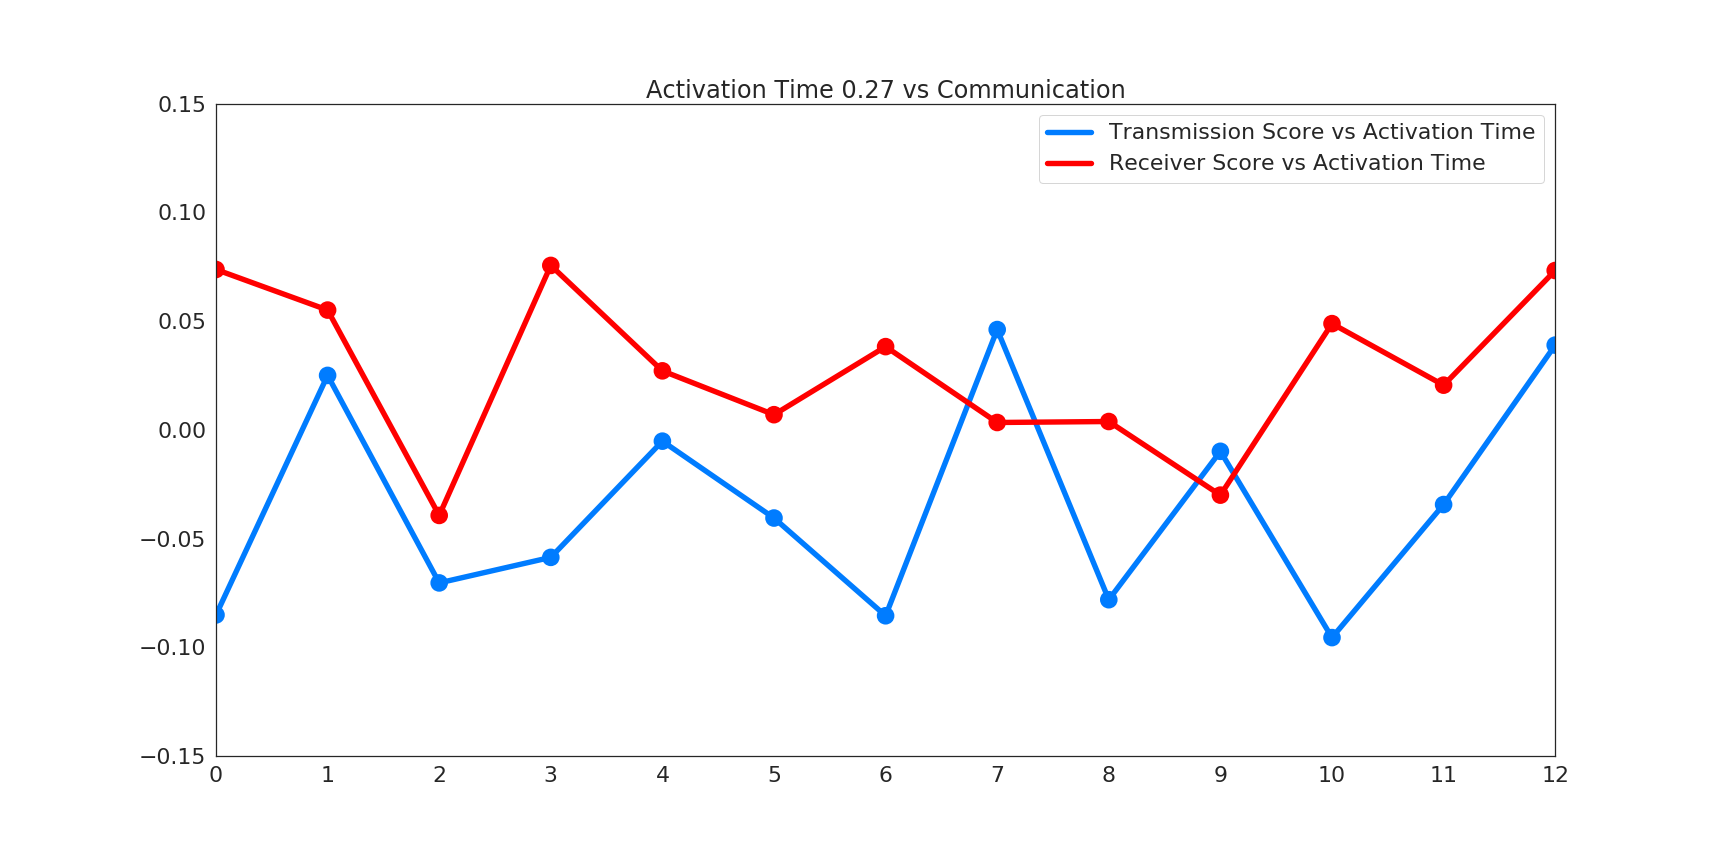 Activation Time 0.27 vs Communication
Transmission Score vs Activation Time
Receiver Score vs Activation Time
0.15
0.10
0.05
0.00
−0.05
−0.10
−0.15
0 1 2 3 4 5 6 7 8 9 10 11 12